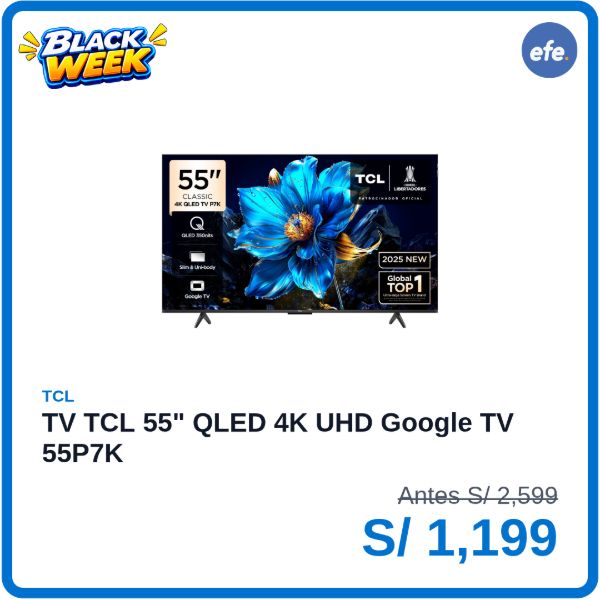 BLACK
WEEK
efe.
55"
CLASSIC
4K QLED TV P7K
QLED 350nits
Slim & Uni-body
Google TV
TCL
LIBERTADORES
PATROCINADOR OFICIAL
2025 NEW
Global
TOP 1
TCL
TV TCL 55" QLED 4K UHD Google TV
55P7K
Antes S/ 2,599
S/ 1,199